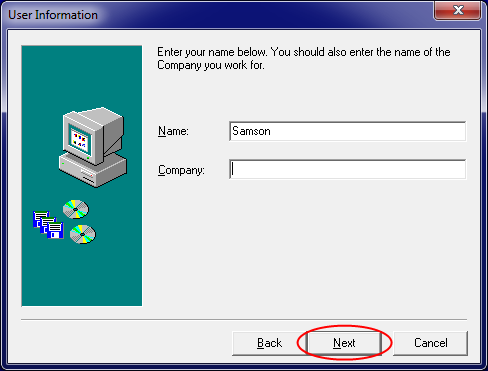 User Information
Enter your name below. You should also enter the name of the
Company you work for.
Name: Samson
Company:
Back Next Cancel